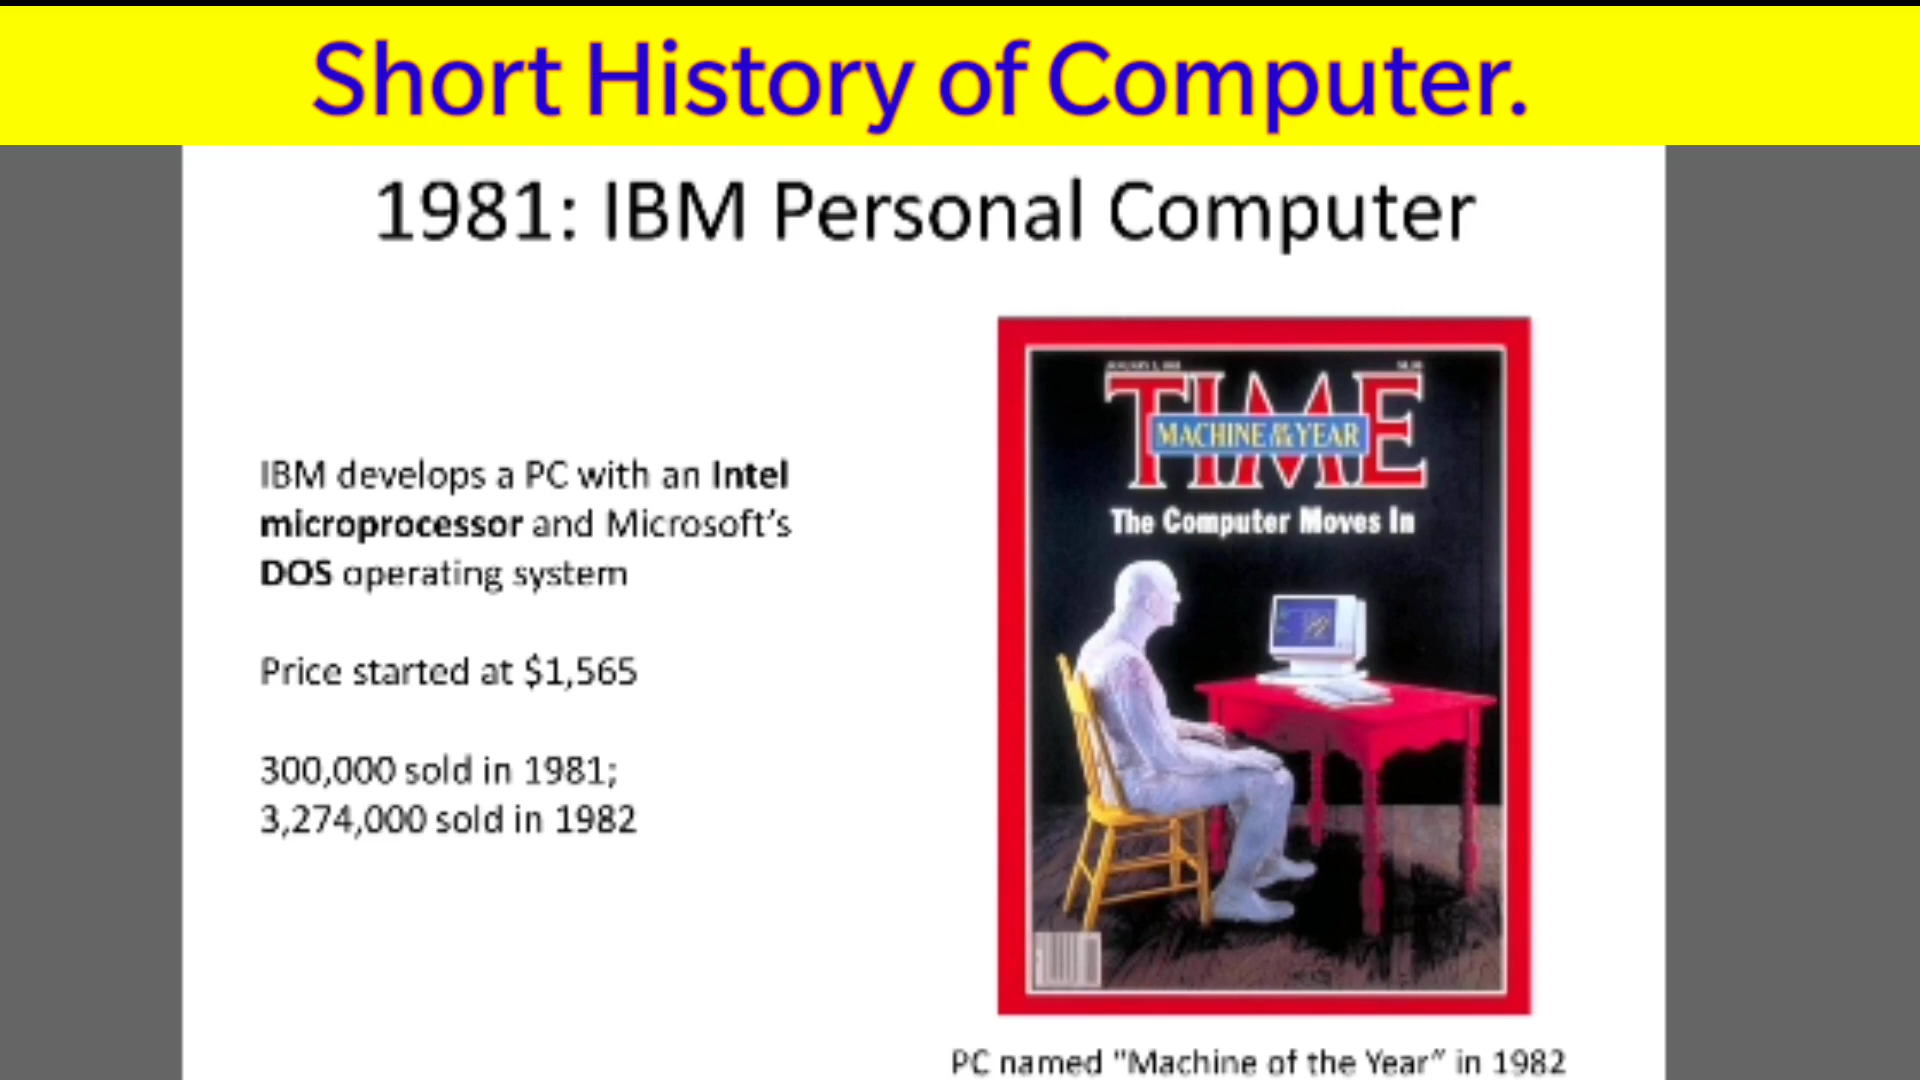 Short History of Computer.
1981: IBM Personal Computer
IBM develops a PC with an Intel
microprocessor and Microsoft's
DOS operating system
Price started at $1,565
300,000 sold in 1981;
3,274,000 sold in 1982
TIME
MACHINE OF THE YEAR
The Computer Moves In
PC named "Machine of the Year" in 1982